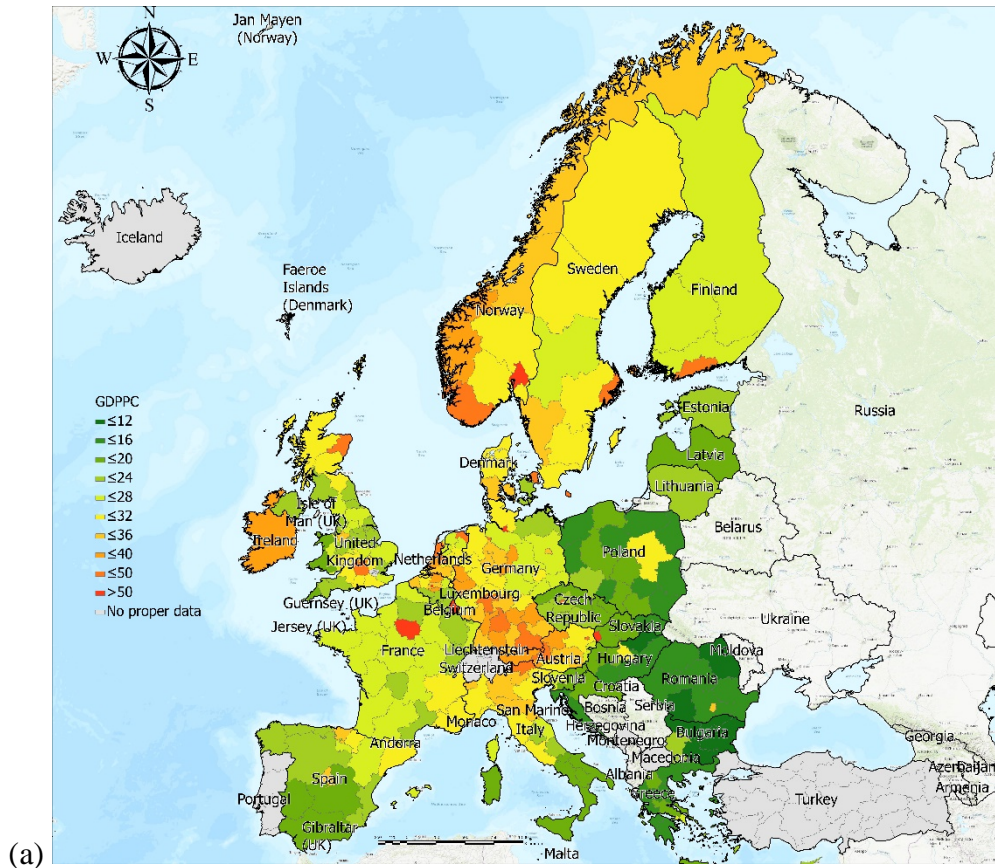 Jan Mayen
(Norway)
N
W
E
S
Iceland
Faeroe
Islands
(Denmark)
Sweden
Finland
Norway
GDPPC
≤12
≤16
≤20
≤24
≤28
≤32
≤36
≤40
≤50
>50
No proper data
Estonia
Russia
Latvia
Denmark
Lithuania
Isle of
Man (UK)
Belarus
Ireland
United
Kingdom
Netherlands
Poland
Germany
Guernsey (UK)
Luxembourg
Belgium
Czech
Republic
Jersey (UK)
Ukraine
Slovakia
France
Liechtenstein
Switzerland
Austria
Hungary
Moldova
Slovenia
Romania
Croatia
San Marino
Bosnia
Serbia
Herzegovina
Monaco
Italy
Montenegro
Bulgaria
Andorra
Macedonia
Georgia
Spain
Albania
Azerbaijan
Armenia
Portugal
Greece
Turkey
Gibraltar
(UK)
Malta
(a)